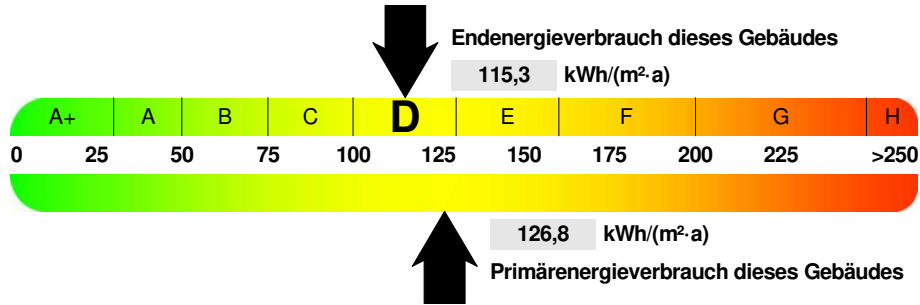 Endenergieverbrauch dieses Gebäudes
115,3 kWh/(m²·a)
A+ A B C D E F G H
0 25 50 75 100 125 150 175 200 225 >250
126,8 kWh/(m²·a)
Primärenergieverbrauch dieses Gebäudes